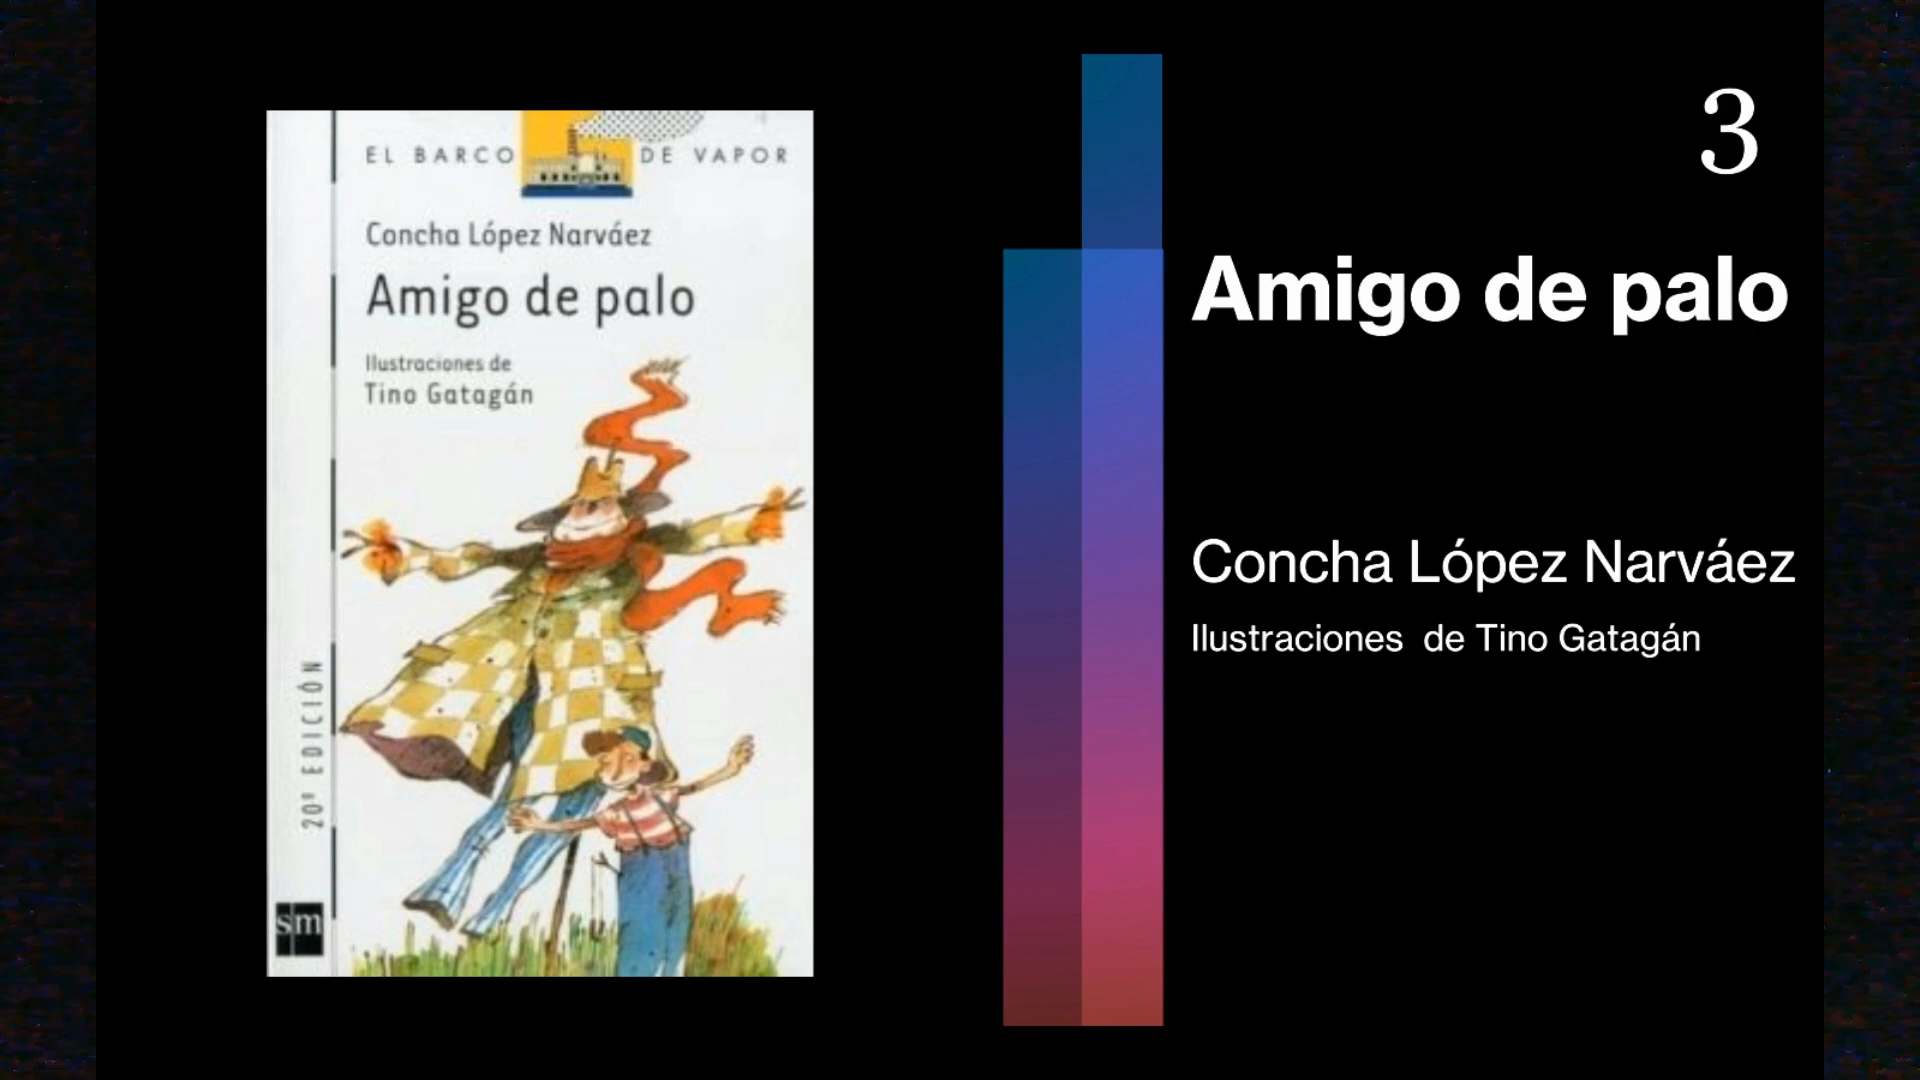 EL BARCO DE VAPOR
Concha López Narváez
Amigo de palo
Ilustraciones de
Tino Gatagán
20ª EDICIÓN
sm
3
Amigo de palo
Concha López Narváez
Ilustraciones de Tino Gatagán